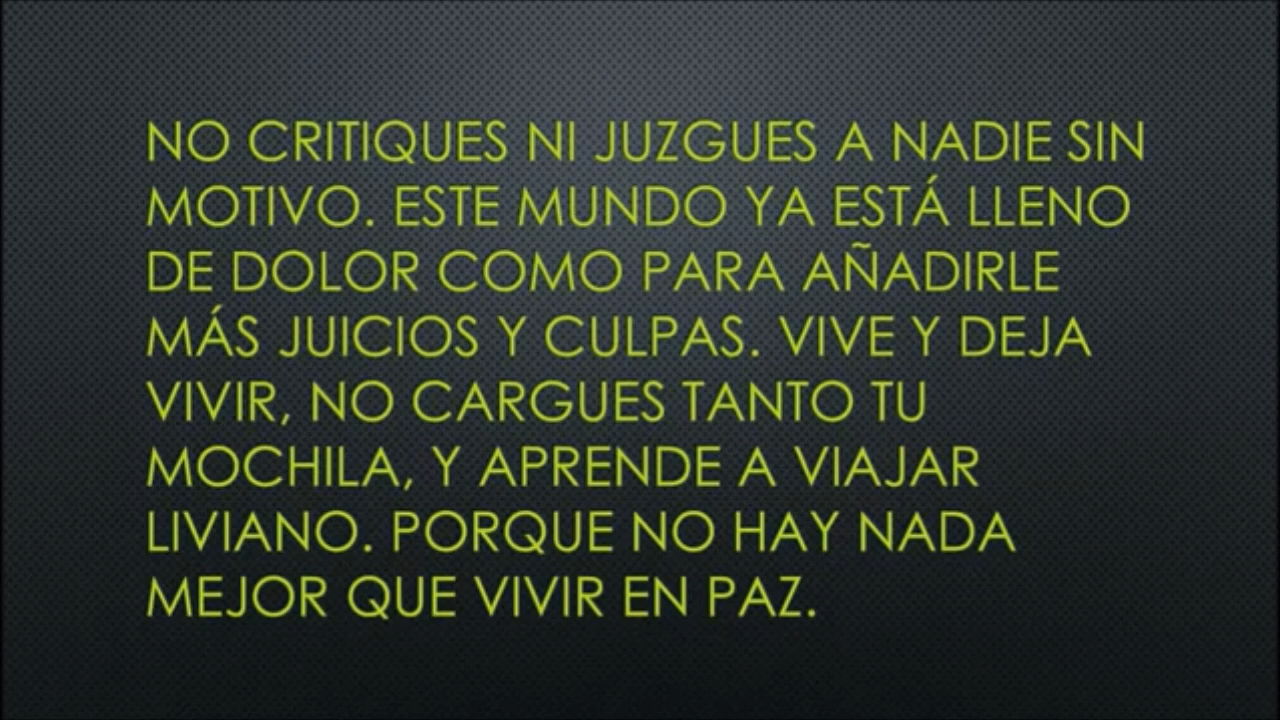 NO CRITIQUES NI JUZGUES A NADIE SIN
MOTIVO. ESTE MUNDO YA ESTÁ LLENO
DE DOLOR COMO PARA AÑADIRLE
MÁS JUICIOS Y CULPAS. VIVE Y DEJA
VIVIR, NO CARGUES TANTO TU
MOCHILA, Y APRENDE A VIAJAR
LIVIANO. PORQUE NO HAY NADA
MEJOR QUE VIVIR EN PAZ.